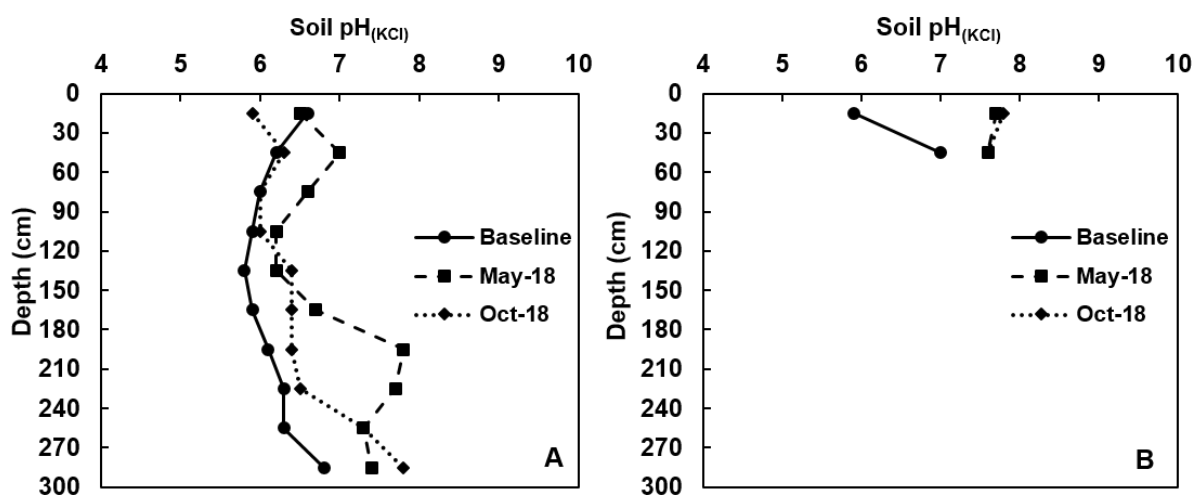 Soil pH(KCl)
4 5 6 7 8 9 10
0
30
60
90
120
150
180
210
240
270
300
Depth (cm)
Baseline
May-18
Oct-18
A
Soil pH(KCl)
4 5 6 7 8 9 10
0
30
60
90
120
150
180
210
240
270
300
Depth (cm)
Baseline
May-18
Oct-18
B